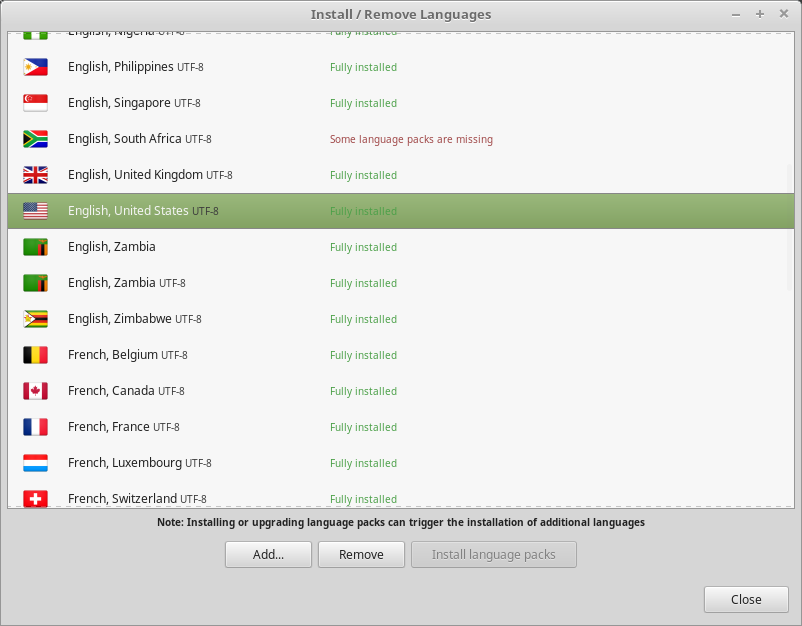 Install / Remove Languages
English, Nigeria UTF-8 Fully installed
English, Philippines UTF-8 Fully installed
English, Singapore UTF-8 Fully installed
English, South Africa UTF-8 Some language packs are missing
English, United Kingdom UTF-8 Fully installed
English, United States UTF-8 Fully installed
English, Zambia Fully installed
English, Zambia UTF-8 Fully installed
English, Zimbabwe UTF-8 Fully installed
French, Belgium UTF-8 Fully installed
French, Canada UTF-8 Fully installed
French, France UTF-8 Fully installed
French, Luxembourg UTF-8 Fully installed
French, Switzerland UTF-8 Fully installed
Note: Installing or upgrading language packs can trigger the installation of additional languages
Add... Remove Install language packs
Close